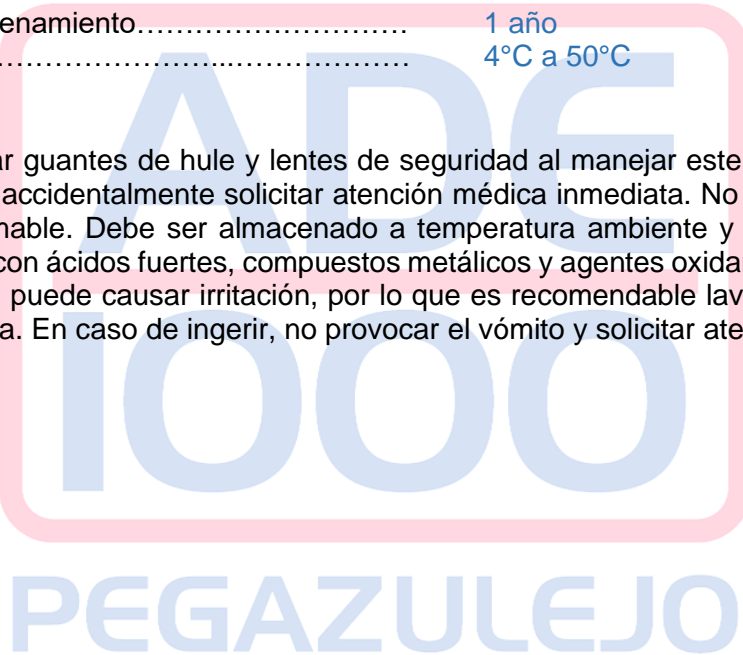 enamiento………………………. 1 año
……………………...……………… 4°C a 50°C
ar guantes de hule y lentes de seguridad al manejar este
accidentalmente solicitar atención médica inmediata. No
nable. Debe ser almacenado a temperatura ambiente y
con ácidos fuertes, compuestos metálicos y agentes oxida
puede causar irritación, por lo que es recomendable lav
a. En caso de ingerir, no provocar el vómito y solicitar ate
ADE
1000
PEGAZULEJO